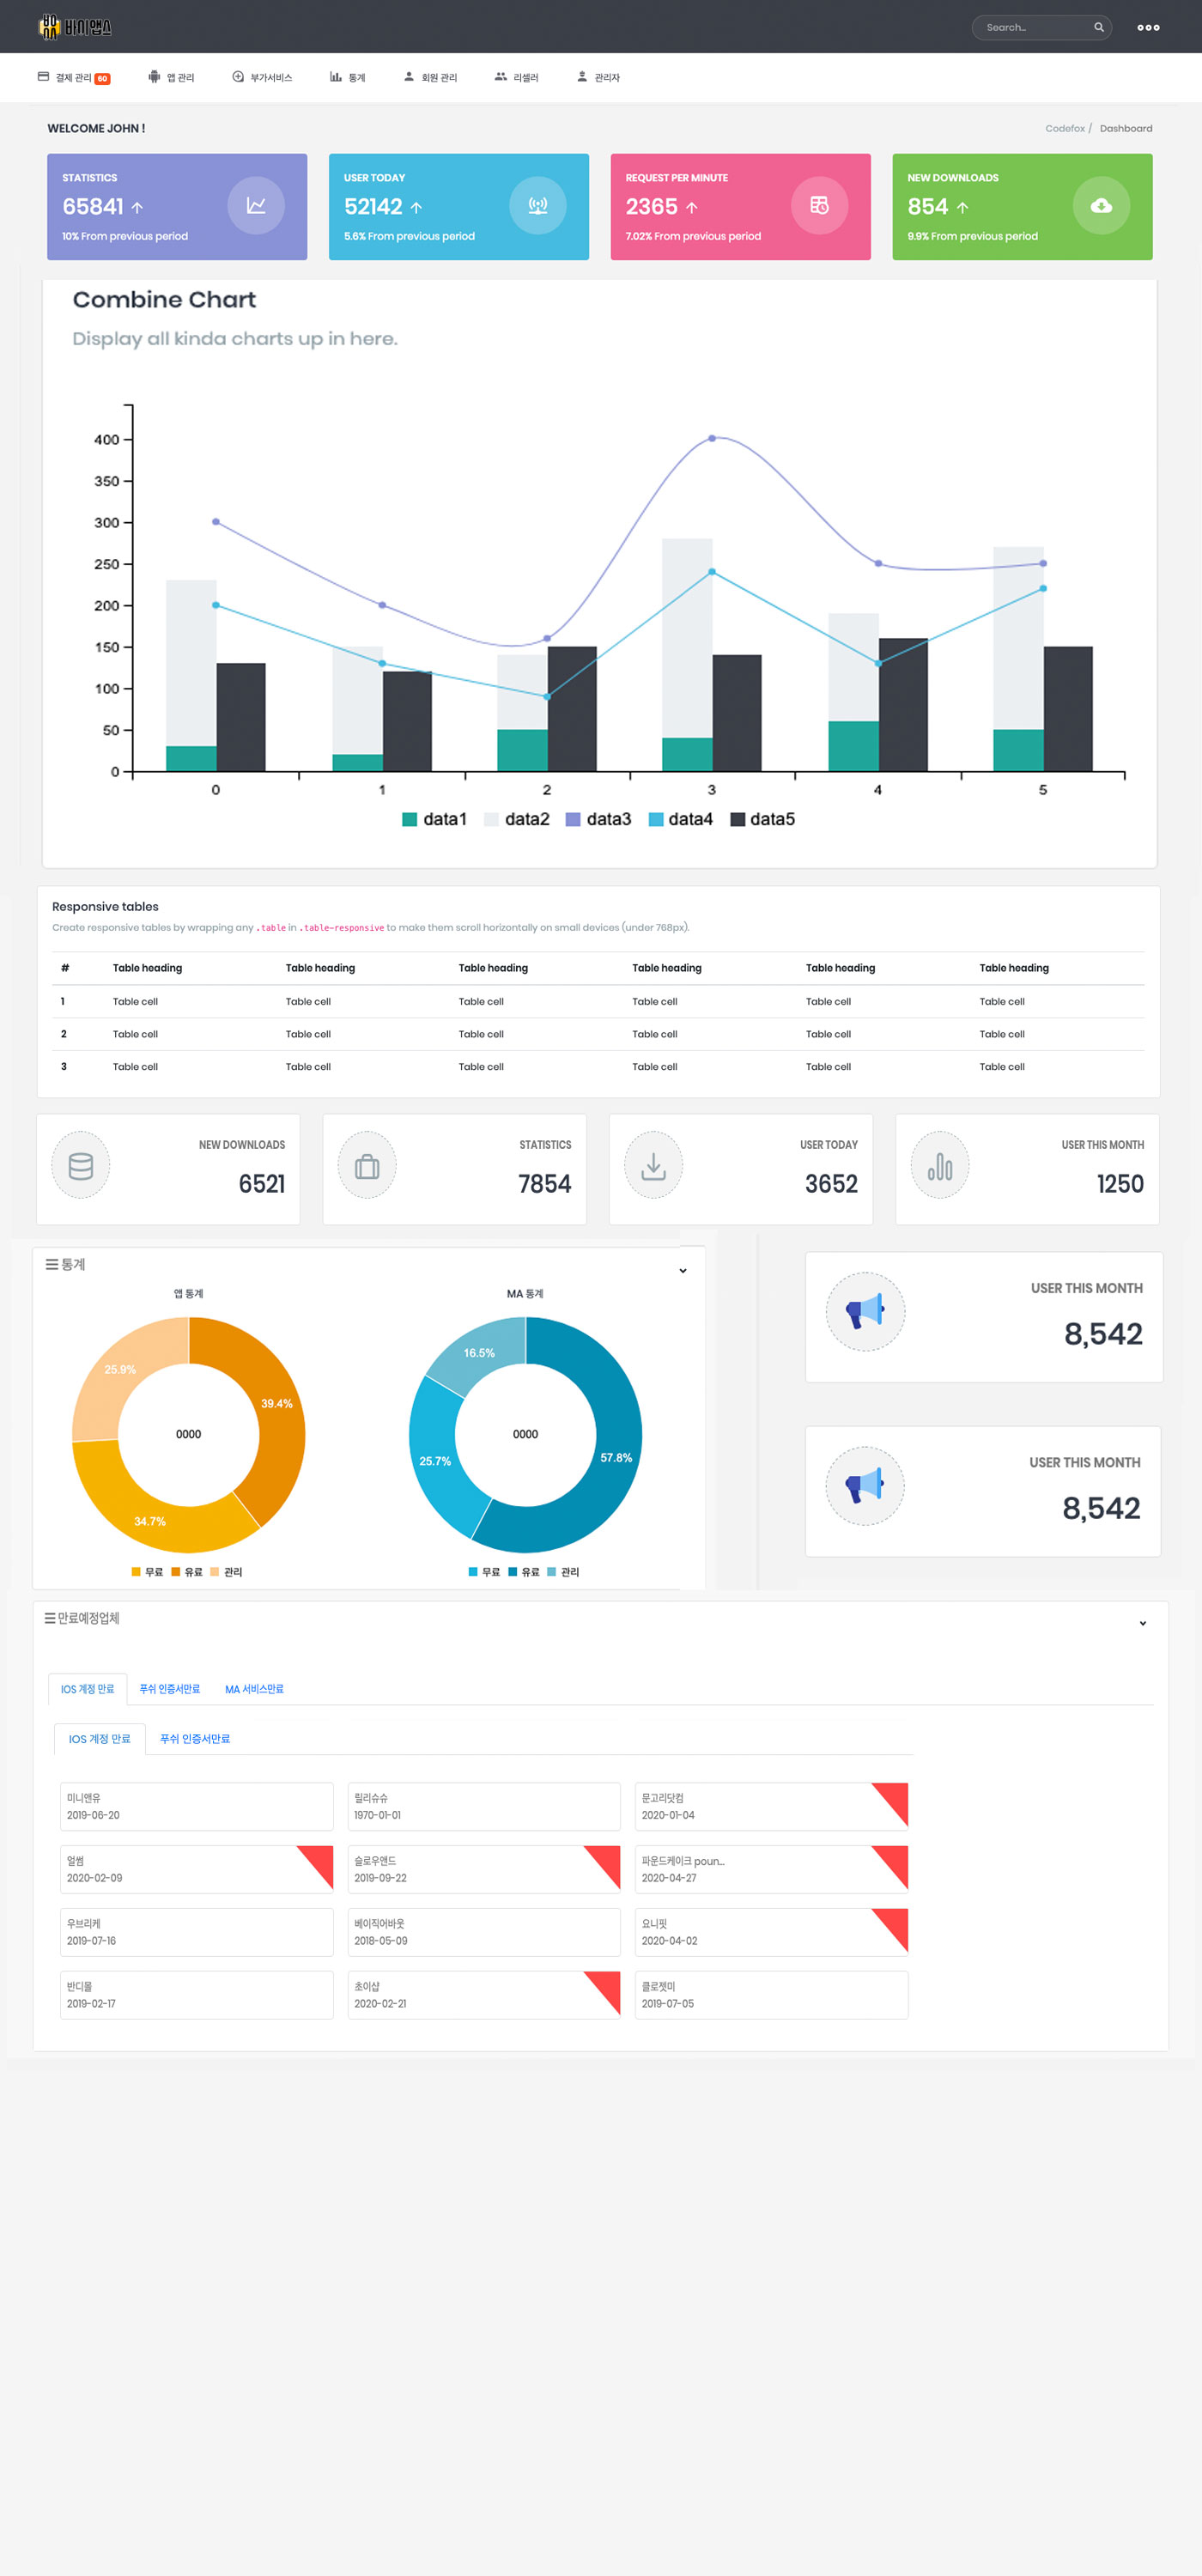 바이앱스
Search...
결제 관리 60 앱 관리 부가서비스 통계 회원 관리 리셀러 관리자
WELCOME JOHN !
Codefox / Dashboard
STATISTICS
65841
10% From previous period
USER TODAY
52142
5.6% From previous period
REQUEST PER MINUTE
2365
7.02% From previous period
NEW DOWNLOADS
854
9.9% From previous period
Combine Chart
Display all kinda charts up in here.
400
350
300
250
200
150
100
50
0
0 1 2 3 4 5
data1 data2 data3 data4 data5
Responsive tables
Create responsive tables by wrapping any .table in .table-responsive to make them scroll horizontally on small devices (under 768px).
# Table heading Table heading Table heading Table heading Table heading Table heading
1 Table cell Table cell Table cell Table cell Table cell Table cell
2 Table cell Table cell Table cell Table cell Table cell Table cell
3 Table cell Table cell Table cell Table cell Table cell Table cell
NEW DOWNLOADS
6521
STATISTICS
7854
USER TODAY
3652
USER THIS MONTH
1250
통계
앱 통계
25.9%
39.4%
0000
34.7%
무료 유료 관리
MA 통계
16.5%
25.7%
57.8%
0000
무료 유료 관리
USER THIS MONTH
8,542
USER THIS MONTH
8,542
만료예정업체
IOS 계정 만료 푸쉬 인증서만료 MA 서비스만료
IOS 계정 만료 푸쉬 인증서만료
미니앤유
2019-06-20
릴리슈슈
1970-01-01
문고리닷컴
2020-01-04
얼썸
2020-02-09
슬로우앤드
2019-09-22
파운드케이크 poun...
2020-04-27
우브리케
2019-07-16
베이직어바웃
2018-05-09
요니핏
2020-04-02
반디몰
2019-02-17
초이샵
2020-02-21
클로젯미
2019-07-05